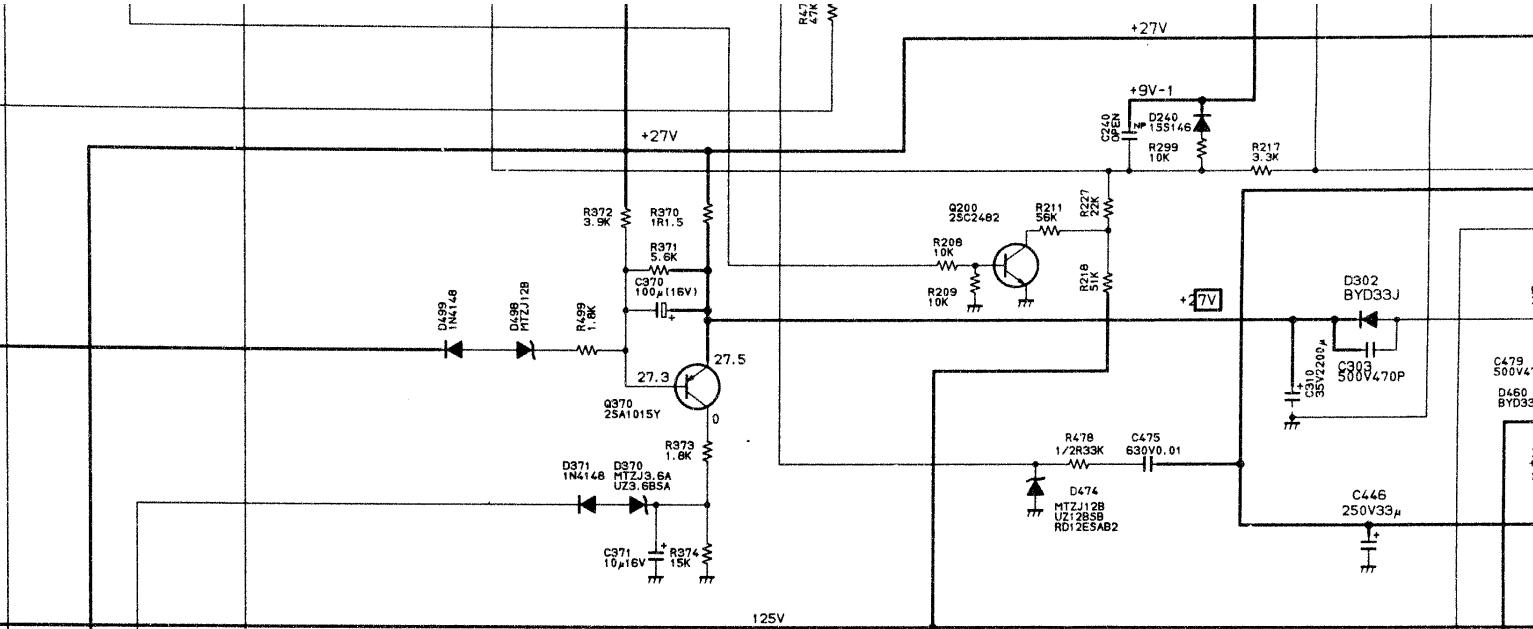 R47
47K
+27V
+9V-1
C240
OPEN
NP
D240
1SS146
R299
10K
R217
3.3K
+27V
R372
3.9K
R370
1R1.5
R371
5.6K
C370
100μ(16V)
+
Q200
2SC2482
R211
56K
R227
22K
R208
10K
R209
10K
R218
51K
+27V
D302
BYD33J
D499
1N4148
D498
MTZJ12B
R499
1.8K
27.5
27.3
Q370
2SA1015Y
0
C310
35V2200μ
+
C303
500V470P
C479
500V47
D460
BYD33
R373
1.8K
R478
1/2R33K
C475
630V0.01
D371
1N4148
D370
MTZJ3.6A
UZ3.6BSA
D474
MTZJ12B
UZ12BSB
RD12ESAB2
C446
250V33μ
+
C371
10μ16V
+
R374
15K
125V